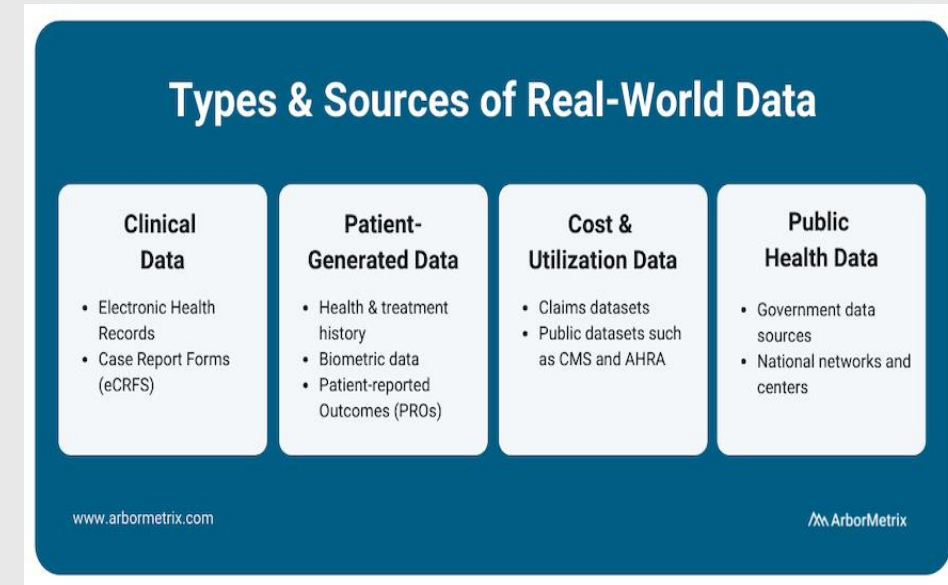 Types & Sources of Real-World Data
Clinical
Data
• Electronic Health
Records
• Case Report Forms
(eCRFS)
Patient-
Generated Data
• Health & treatment
history
• Biometric data
• Patient-reported
Outcomes (PROs)
Cost &
Utilization Data
• Claims datasets
• Public datasets such
as CMS and AHRA
Public
Health Data
• Government data
sources
• National networks and
centers
www.arbormetrix.com
ArborMetrix